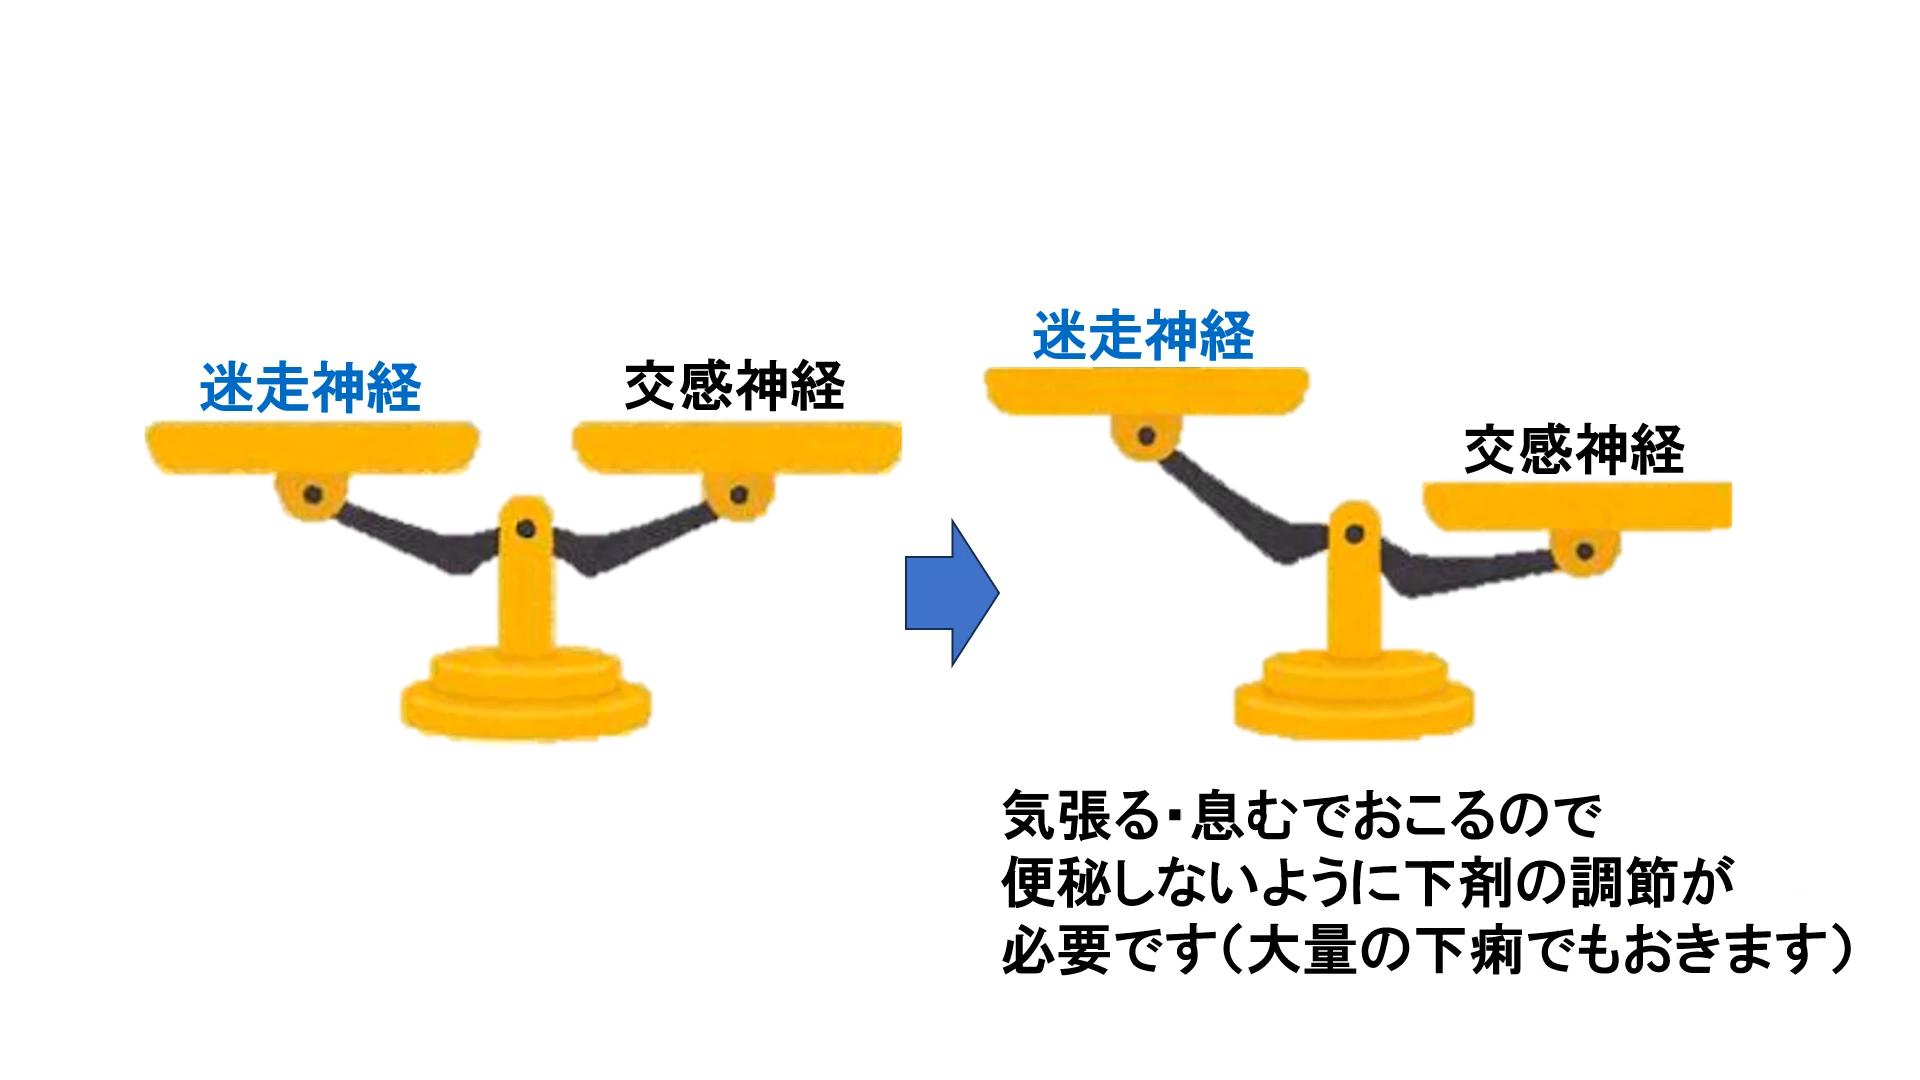 迷走神経
交感神経
迷走神経
交感神経
気張る・息むでおこるので
便秘しないように下剤の調節が
必要です（大量の下痢でもおきます）